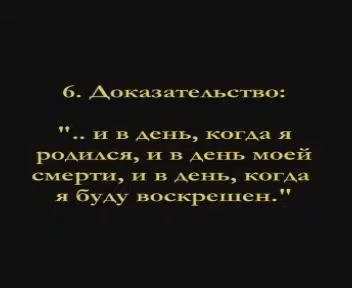 6. Доказательство:
".. и в день, когда я
родился, и в день моей
смерти, и в день, когда
я буду воскрешен."